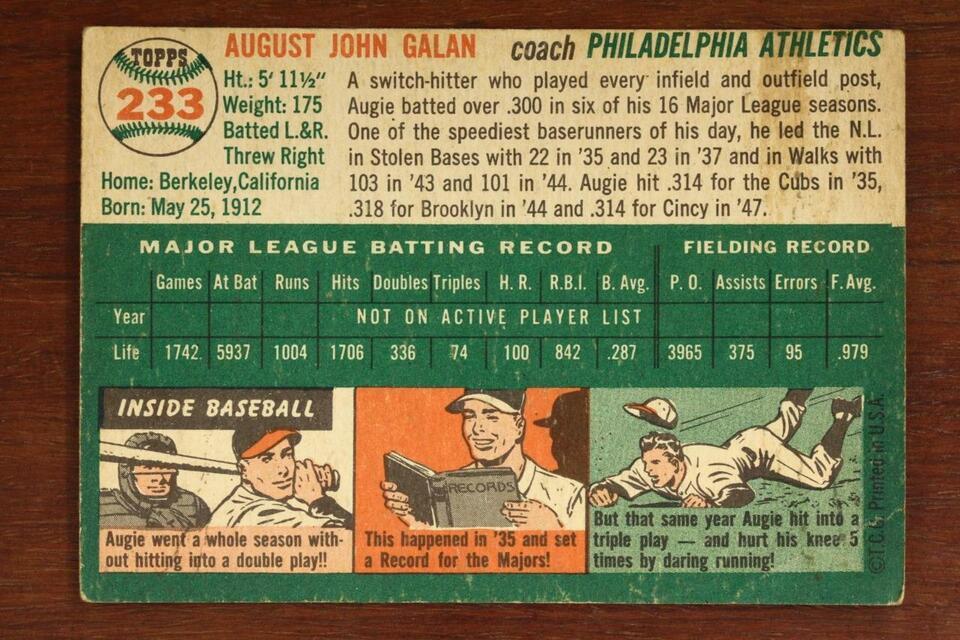 TOPPS
233
AUGUST JOHN GALAN coach PHILADELPHIA ATHLETICS
Ht.: 5' 11½"
Weight: 175
Batted L.&R.
Threw Right
Home: Berkeley, California
Born: May 25, 1912
A switch-hitter who played every infield and outfield post,
Augie batted over .300 in six of his 16 Major League seasons.
One of the speediest baserunners of his day, he led the N.L.
in Stolen Bases with 22 in '35 and 23 in '37 and in Walks with
103 in '43 and 101 in '44. Augie hit .314 for the Cubs in '35,
.318 for Brooklyn in '44 and .314 for Cincy in '47.
MAJOR LEAGUE BATTING RECORD FIELDING RECORD
Games At Bat Runs Hits Doubles Triples H. R. R.B.I. B. Avg. P. O. Assists Errors F. Avg.
Year NOT ON ACTIVE PLAYER LIST
Life 1742. 5937 1004 1706 336 74 100 842 .287 3965 375 95 .979
INSIDE BASEBALL
Augie went a whole season with-
out hitting into a double play!!
RECORDS
This happened in '35 and set
a Record for the Majors!
But that same year Augie hit into a
triple play — and hurt his knee 5
times by daring running!
© T.C.G. Printed in U.S.A.